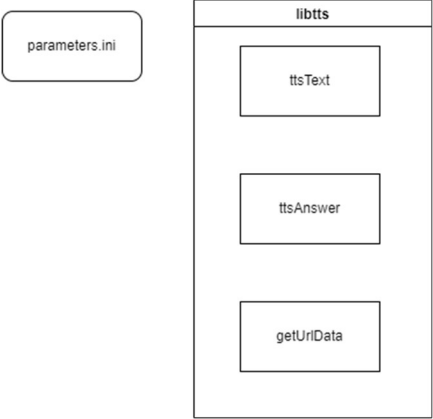 parameters.ini
libtts
ttsText
ttsAnswer
getUrlData